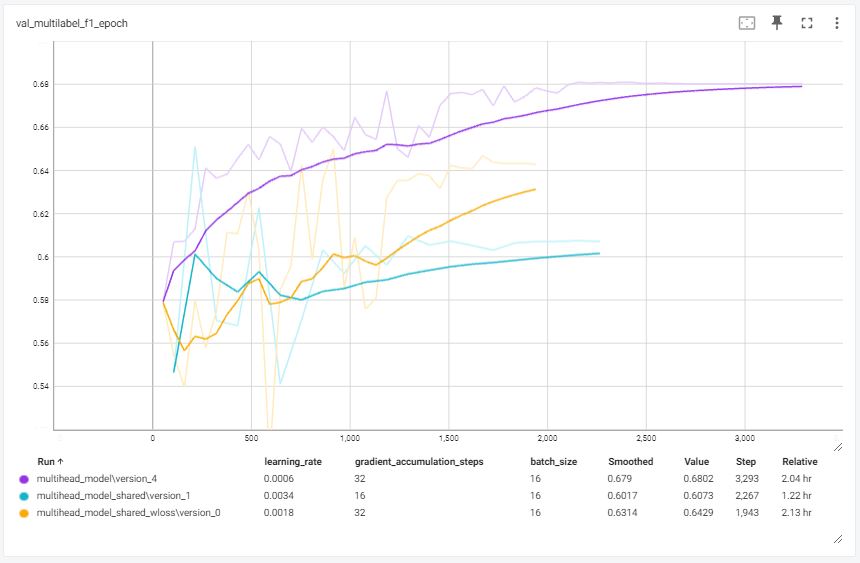 val_multilabel_f1_epoch
0.68
0.66
0.64
0.62
0.6
0.58
0.56
0.54
0 500 1,000 1,500 2,000 2,500 3,000
Run ↑ learning_rate gradient_accumulation_steps batch_size Smoothed Value Step Relative
multihead_model\version_4 0.0006 32 16 0.679 0.6802 3,293 2.04 hr
multihead_model_shared\version_1 0.0034 16 16 0.6017 0.6073 2,267 1.22 hr
multihead_model_shared_wloss\version_0 0.0018 32 16 0.6314 0.6429 1,943 2.13 hr